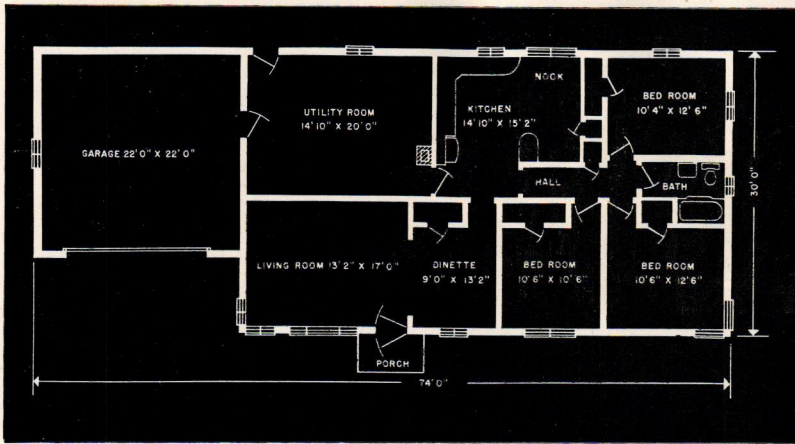 BED ROOM
10'4" X 12'6"
NOOK
UTILITY ROOM
14'10" X 20'0"
KITCHEN
14'10" X 15'2"
GARAGE 22'0" X 22'0"
30'0"
HALL
BATH
LIVING ROOM 13'2" X 17'0"
DINETTE
9'0" X 13'2"
BED ROOM
10'6" X 10'6"
BED ROOM
10'6" X 12'6"
PORCH
74'0"